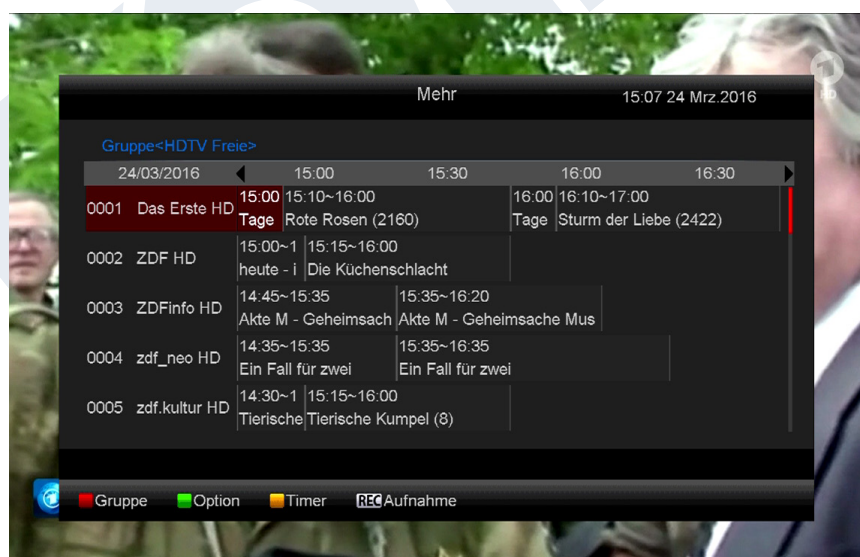 Mehr
15:07 24 Mrz.2016
HD
Gruppe<HDTV Freie>
24/03/2016 15:00 15:30 16:00 16:30
0001 Das Erste HD
15:00 15:10~16:00 16:00 16:10~17:00
Tage Rote Rosen (2160) Tage Sturm der Liebe (2422)
0002 ZDF HD
15:00~1 15:15~16:00
heute - i Die Küchenschlacht
0003 ZDFinfo HD
14:45~15:35 15:35~16:20
Akte M - Geheimsach Akte M - Geheimsache Mus
0004 zdf_neo HD
14:35~15:35 15:35~16:35
Ein Fall für zwei Ein Fall für zwei
0005 zdf.kultur HD
14:30~1 15:15~16:00
Tierische Tierische Kumpel (8)
Gruppe Option Timer REC Aufnahme